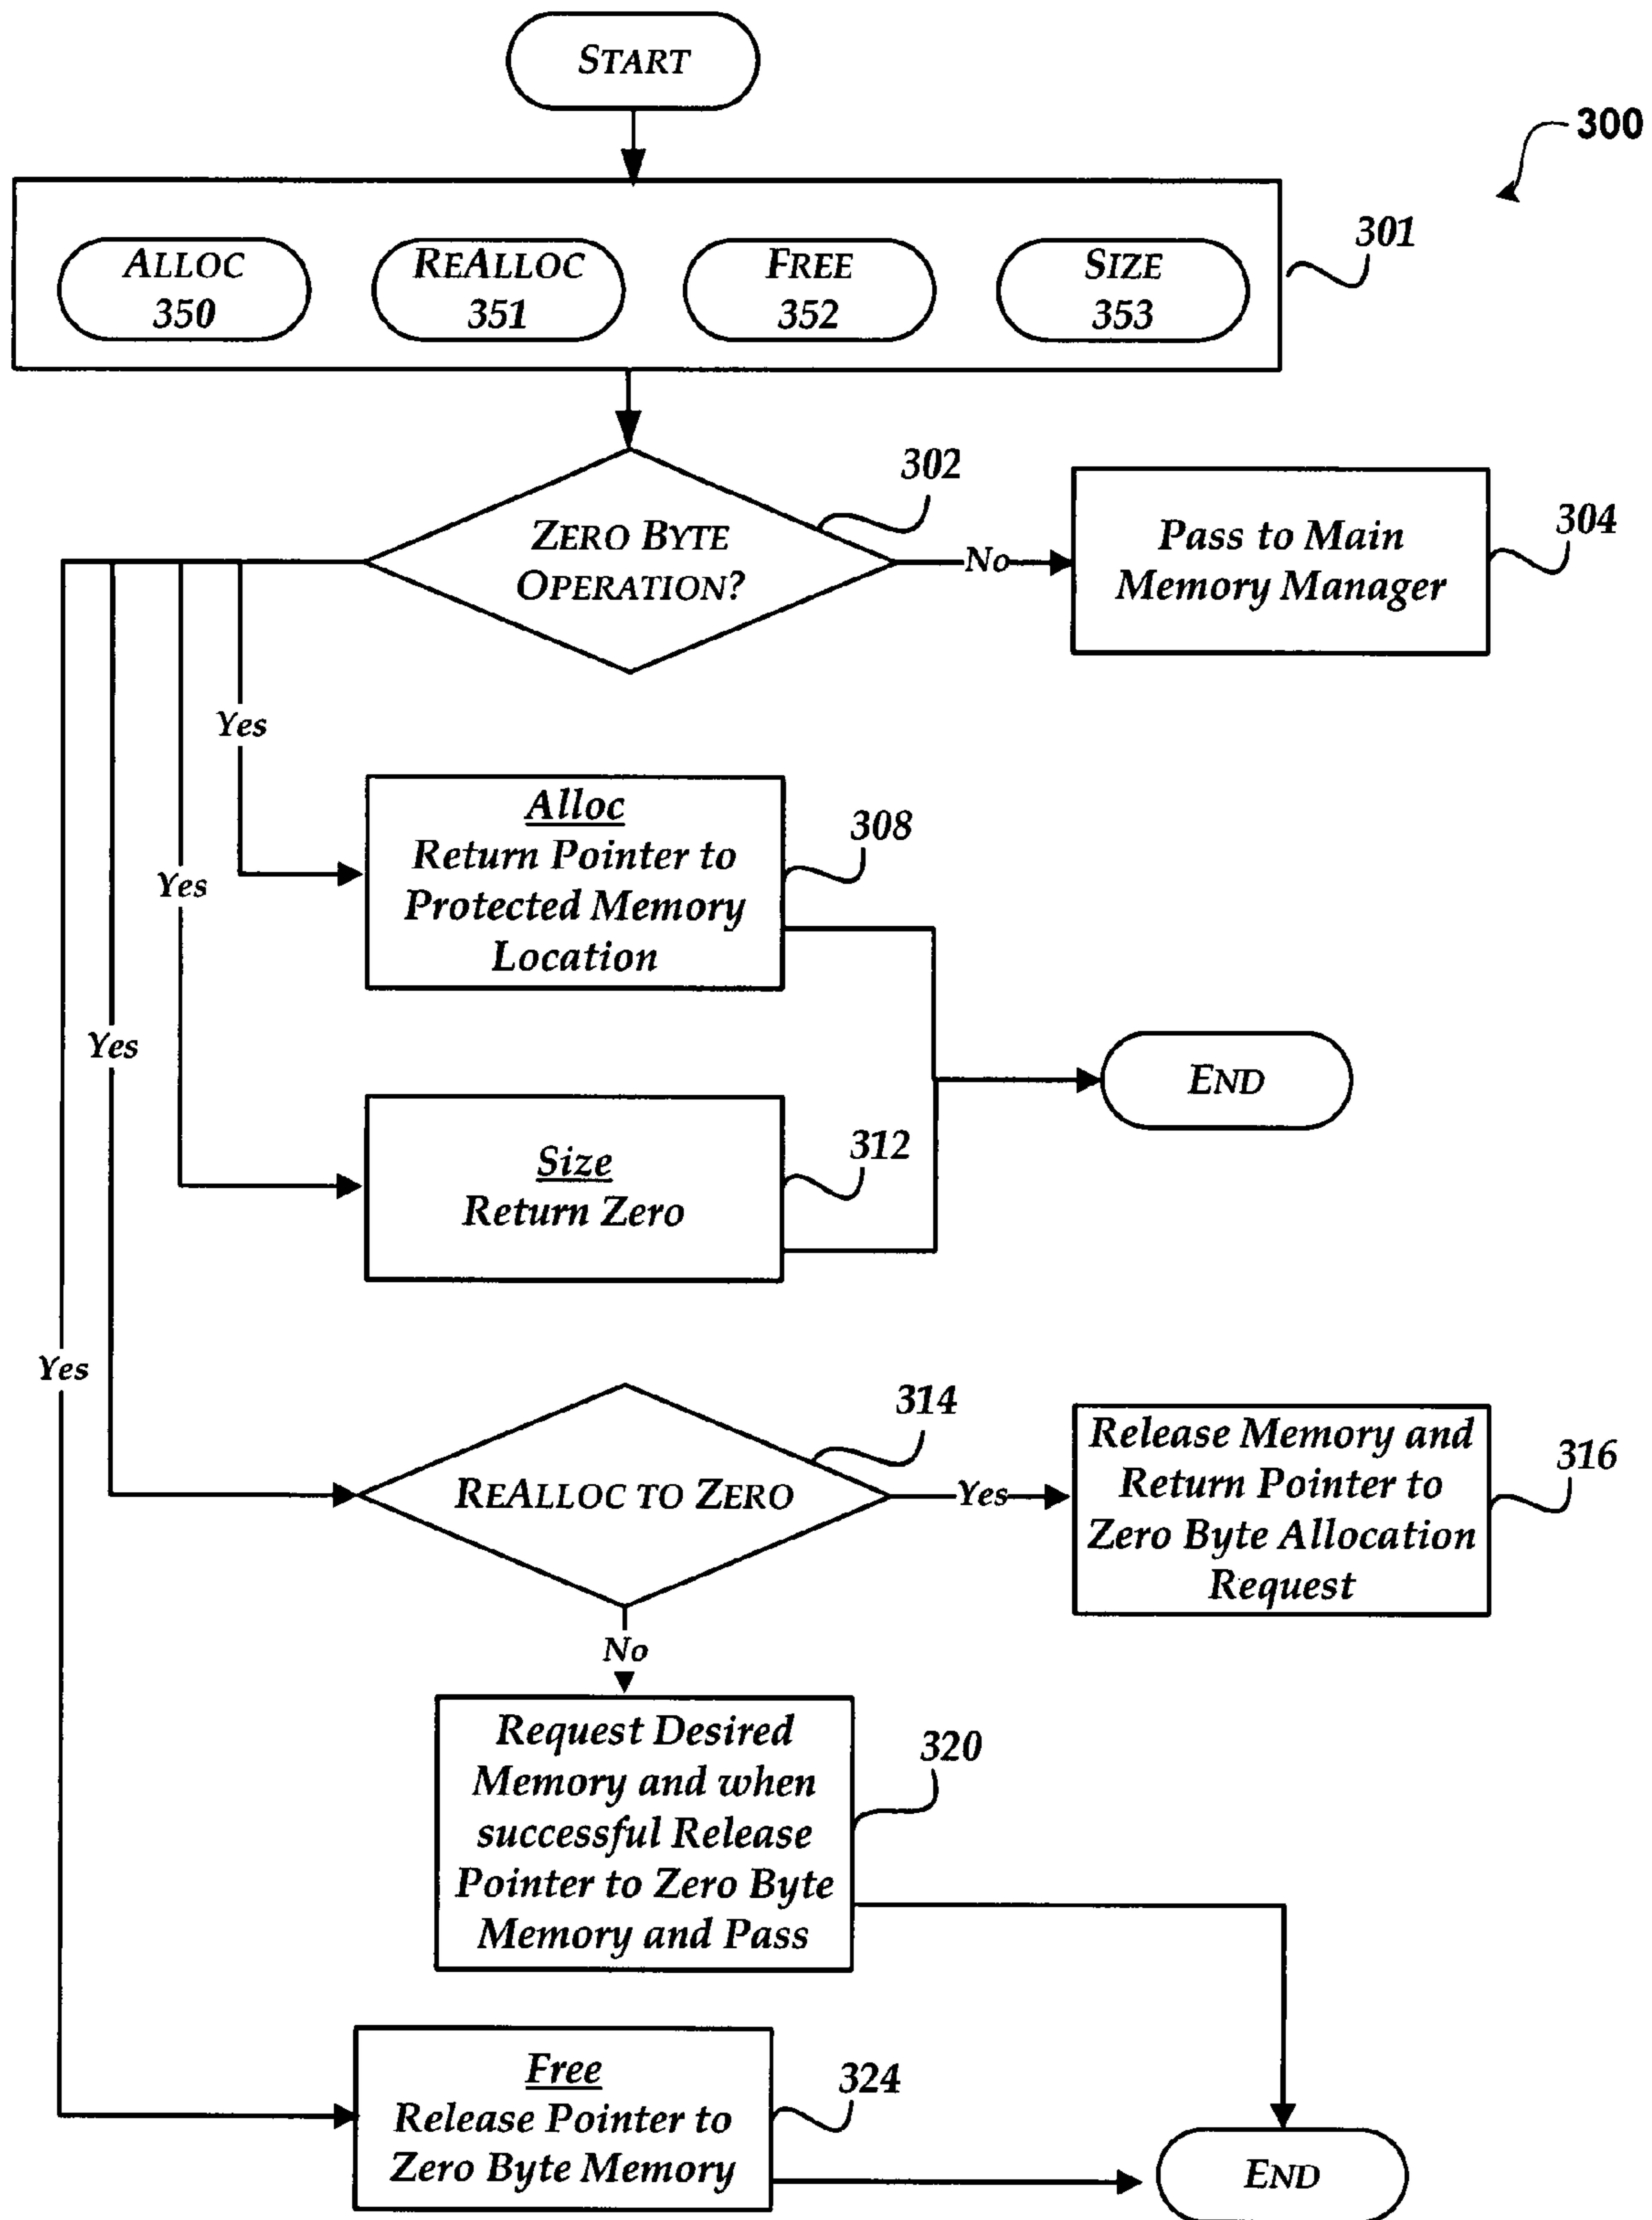 START
300
301
ALLOC
350
REALLOC
351
FREE
352
SIZE
353
302
ZERO BYTE
OPERATION?
No
Pass to Main
Memory Manager
304
Yes
Alloc
Return Pointer to
Protected Memory
Location
308
Yes
Yes
END
Size
Return Zero
312
Yes
REALLOC TO ZERO
314
Yes
Release Memory and
Return Pointer to
Zero Byte Allocation
Request
316
No
Request Desired
Memory and when
successful Release
Pointer to Zero Byte
Memory and Pass
320
Free
Release Pointer to
Zero Byte Memory
324
END